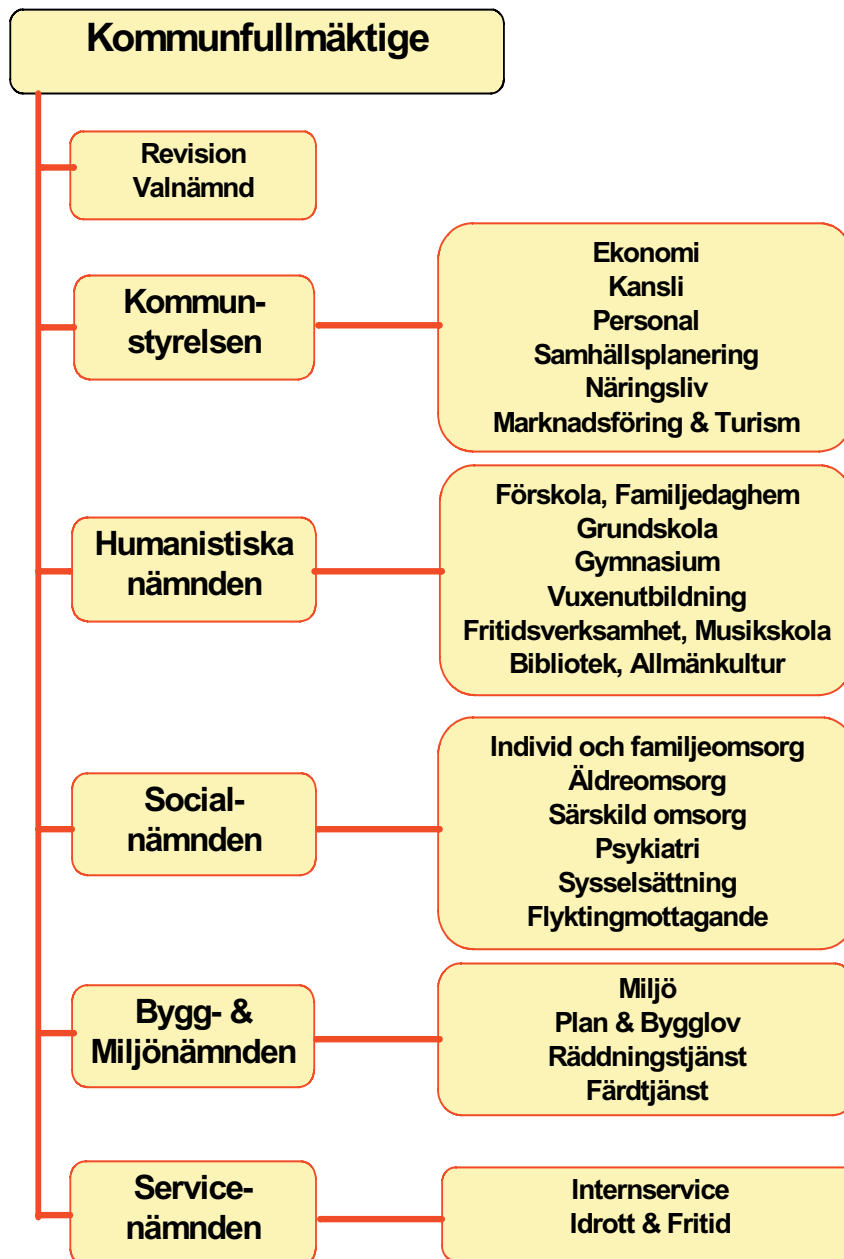 Kommunfullmäktige
Revision
Valnämnd
Kommun-
styrelsen
Ekonomi
Kansli
Personal
Samhällsplanering
Näringsliv
Marknadsföring & Turism
Humanistiska
nämnden
Förskola, Familjedaghem
Grundskola
Gymnasium
Vuxenutbildning
Fritidsverksamhet, Musikskola
Bibliotek, Allmänkultur
Social-
nämnden
Individ och familjeomsorg
Äldreomsorg
Särskild omsorg
Psykiatri
Sysselsättning
Flyktingmottagande
Bygg- &
Miljönämnden
Miljö
Plan & Bygglov
Räddningstjänst
Färdtjänst
Service-
nämnden
Internservice
Idrott & Fritid